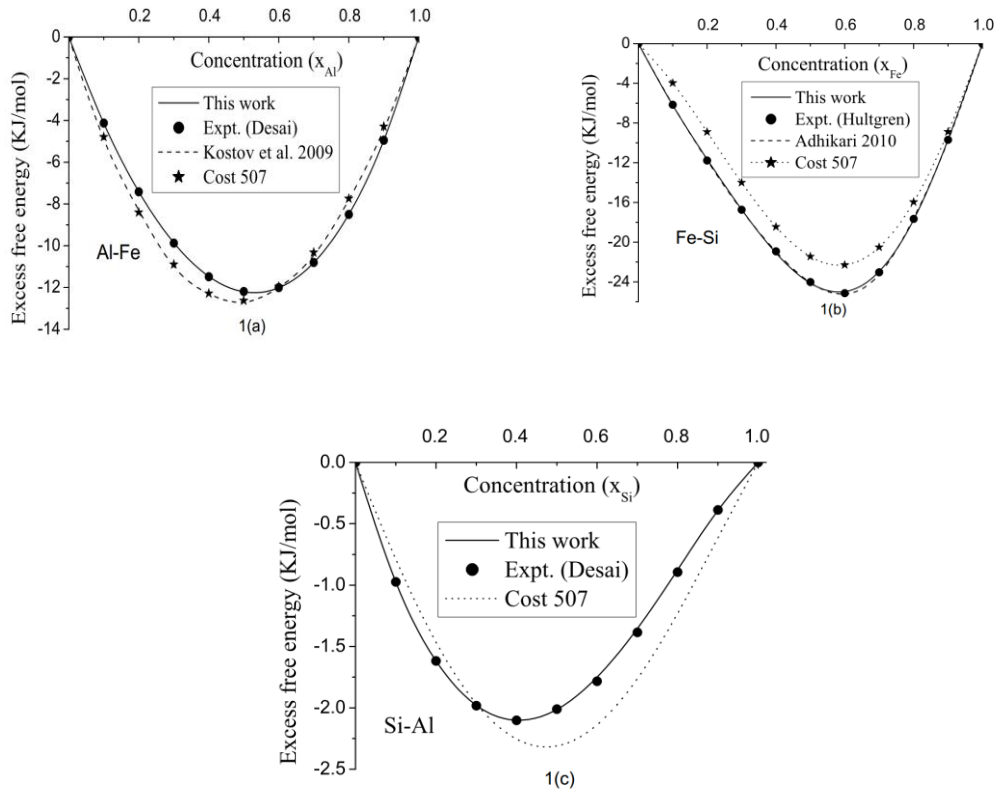 0.2 0.4 0.6 0.8 1.0
0
-2
-4
-6
-8
-10
-12
-14
Excess free energy (KJ/mol)
Concentration (x_Al)
This work
Expt. (Desai)
Kostov et al. 2009
Cost 507
Al-Fe
1(a)
0.2 0.4 0.6 0.8 1.0
0
-4
-8
-12
-16
-20
-24
Excess free energy (KJ/mol)
Concentration (x_Fe)
This work
Expt. (Hultgren)
Adhikari 2010
Cost 507
Fe-Si
1(b)
0.2 0.4 0.6 0.8 1.0
0.0
-0.5
-1.0
-1.5
-2.0
-2.5
Excess free energy (KJ/mol)
Concentration (x_Si)
This work
Expt. (Desai)
Cost 507
Si-Al
1(c)